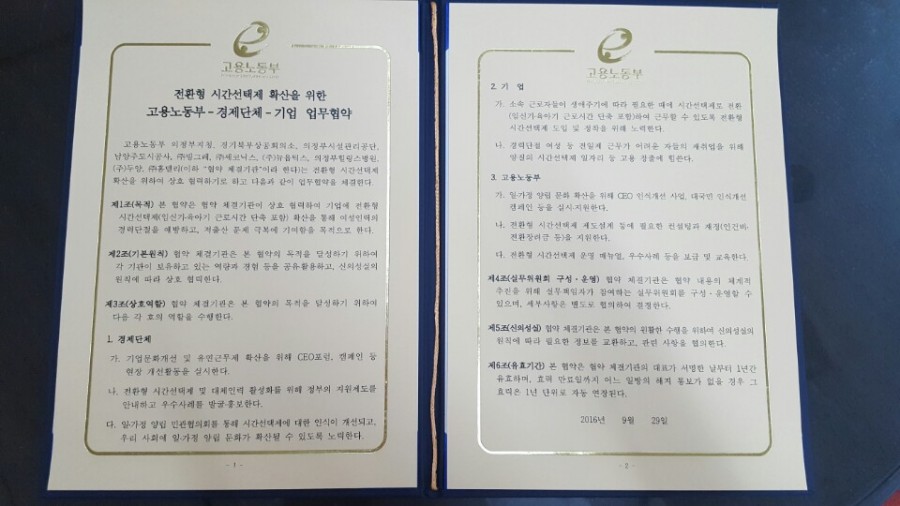 고용노동부
전환형 시간선택제 확산을 위한
고용노동부 - 경제단체 - 기업 업무협약
고용노동부 의정부지청, 경기북부상공회의소, 의정부시설관리공단,
남양주도시공사, ㈜빙그레, ㈜세코닉스, 의정부힐링스병원,
(이하 "협약 체결기관"이라 한다)는 전환형 시간선택제
확산을 위하여 상호 협력하기로 하고 다음과 같이 업무협약을 체결한다.
제1조(목적) 본 협약은 협약 체결기관이 상호 협력하여 기업에 전환형
시간선택제(임신기·육아기 근로시간 단축 포함) 확산을 통해 여성인력의
경력단절을 예방하고, 저출산 문제 극복에 기여함을 목적으로 한다.
제2조(기본원칙) 협약 체결기관은 본 협약의 목적을 달성하기 위하여
각 기관이 보유하고 있는 역량과 경험 등을 공유·활용하고, 신의성실의
원칙에 따라 상호 협력한다.
제3조(상호역할) 협약 체결기관은 본 협약의 목적을 달성하기 위하여
다음 각 호의 역할을 수행한다.
1. 경제단체
가. 기업문화개선 및 유연근무제 확산을 위해 CEO포럼, 캠페인 등
현장 개선활동을 실시한다.
나. 전환형 시간선택제 및 대체인력 활성화를 위해 정부의 지원제도를
안내하고 우수사례를 발굴·홍보한다.
다. 일·가정 양립 민관협의회를 통해 시간선택제에 대한 인식이 개선되고,
우리 사회에 일·가정 양립 문화가 확산될 수 있도록 노력한다.
- 1 -
고용노동부
2. 기 업
가. 소속 근로자들이 생애주기에 따라 필요한 때에 시간선택제로 전환
(임신기·육아기 근로시간 단축 포함)하여 근무할 수 있도록 전환형
시간선택제 도입 및 정착을 위해 노력한다.
나. 경력단절 여성 등 전일제 근무가 어려운 자들의 재취업을 위해
양질의 시간선택제 일자리 등 고용 창출에 힘쓴다.
3. 고용노동부
가. 일·가정 양립 문화 확산을 위해 CEO 인식개선 사업, 대국민 인식개선
캠페인 등을 실시·지원한다.
나. 전환형 시간선택제 제도설계 등에 필요한 컨설팅과 재정(인건비·
전환장려금 등)을 지원한다.
다. 전환형 시간선택제 운영 매뉴얼, 우수사례 등을 보급 및 교육한다.
제4조(실무위원회 구성·운영) 협약 체결기관은 협약 내용의 체계적
추진을 위해 실무책임자가 참여하는 실무위원회를 구성·운영할 수
있으며, 세부사항은 별도로 협의하여 결정한다.
제5조(신의성실) 협약 체결기관은 본 협약의 원활한 수행을 위하여 신의성실의
원칙에 따라 필요한 정보를 교환하고, 관련 사항을 협의한다.
제6조(유효기간) 본 협약은 협약 체결기관의 대표가 서명한 날부터 1년간
유효하며, 효력 만료일까지 어느 일방의 해지 통보가 없을 경우 그
효력은 1년 단위로 자동 연장된다.
2016년 9월 29일
- 2 -